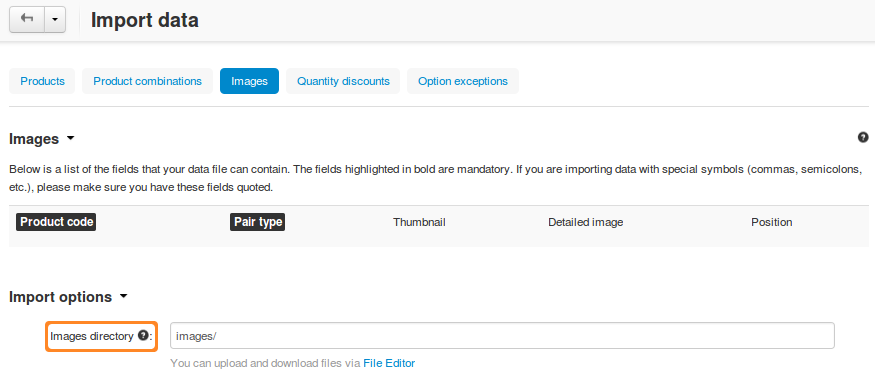 Import data
Products Product combinations Images Quantity discounts Option exceptions
Images
Below is a list of the fields that your data file can contain. The fields highlighted in bold are mandatory. If you are importing data with special symbols (commas, semicolons,
etc.), please make sure you have these fields quoted.
Product code Pair type Thumbnail Detailed image Position
Import options
Images directory ?: images/
You can upload and download files via File Editor